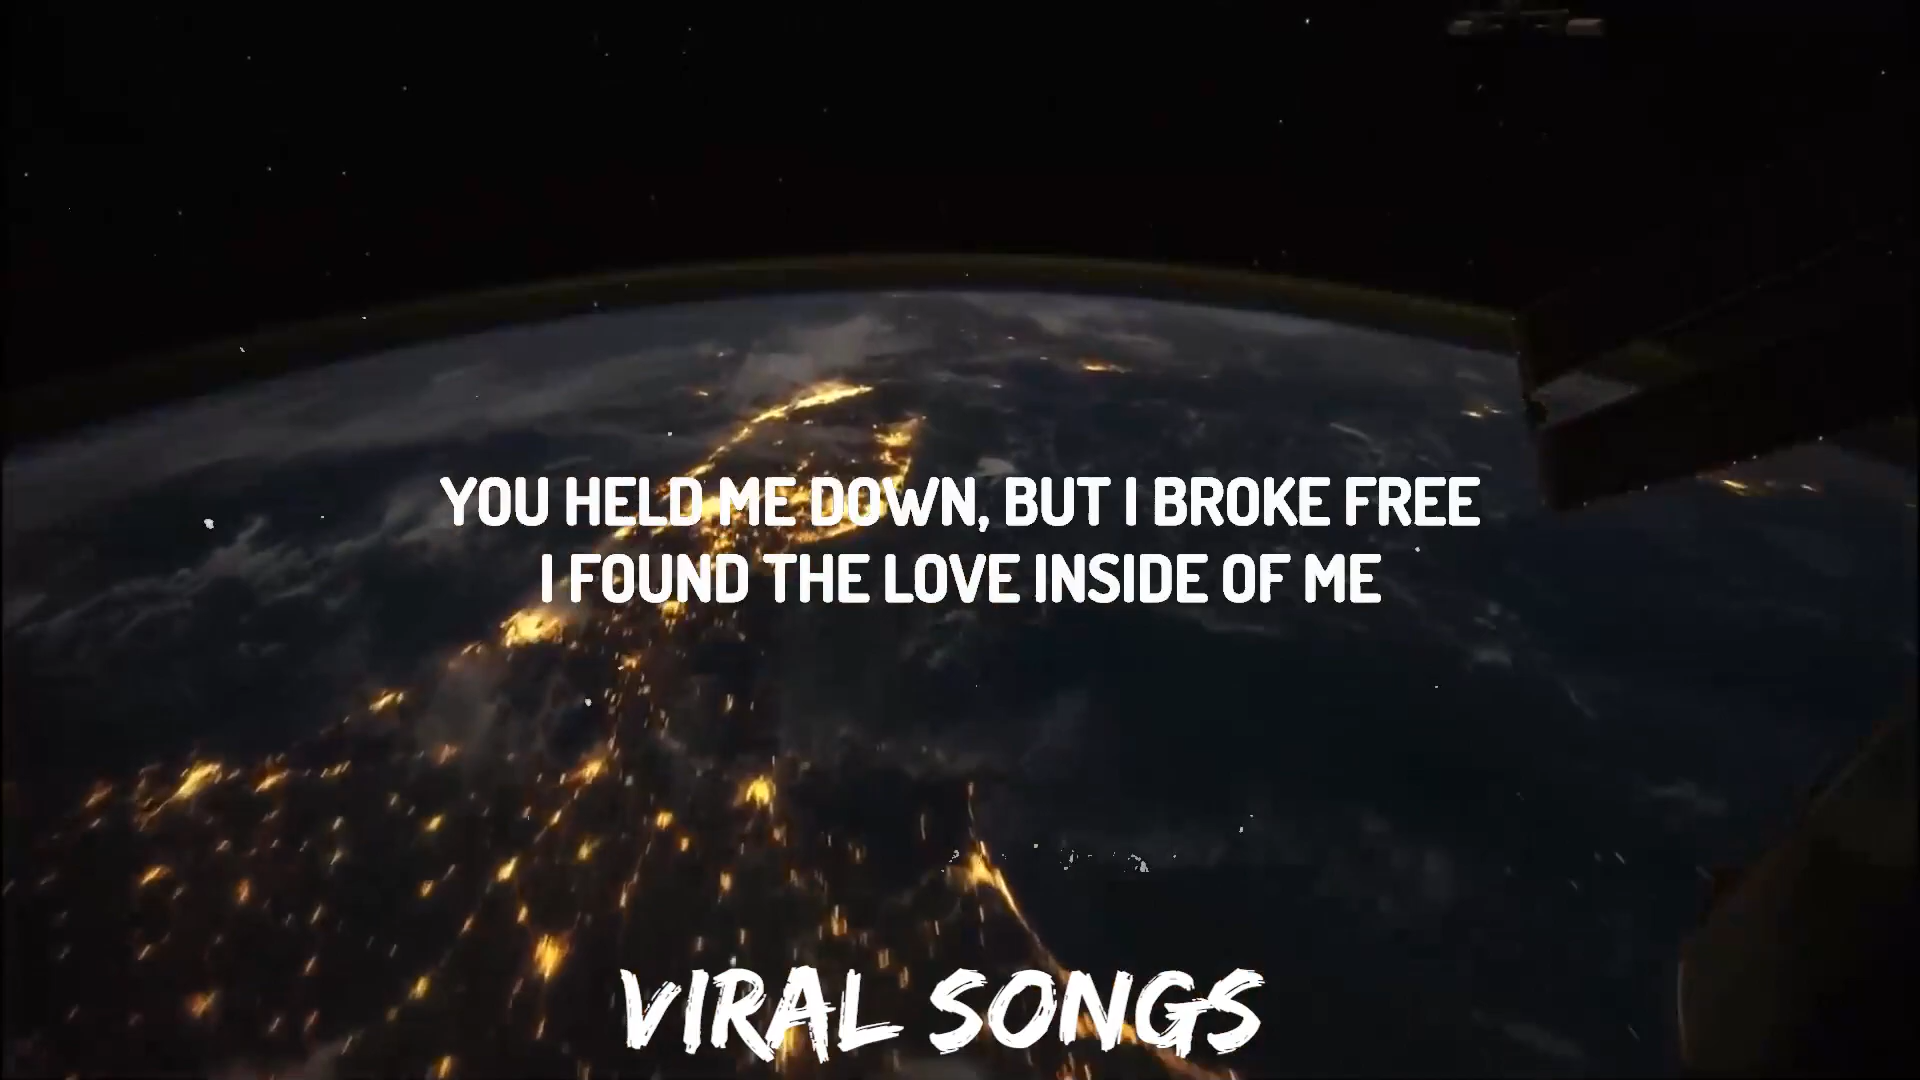 YOU HELD ME DOWN, BUT I BROKE FREE
I FOUND THE LOVE INSIDE OF ME
VIRAL SONGS